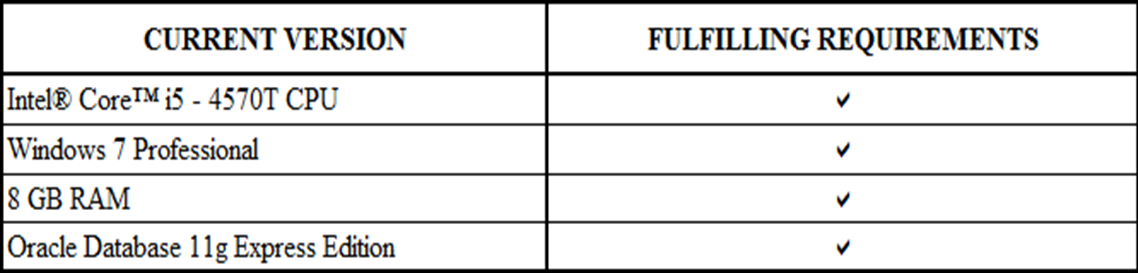 CURRENT VERSION FULFILLING REQUIREMENTS
Intel® Core™ i5 - 4570T CPU ✓
Windows 7 Professional ✓
8 GB RAM ✓
Oracle Database 11g Express Edition ✓